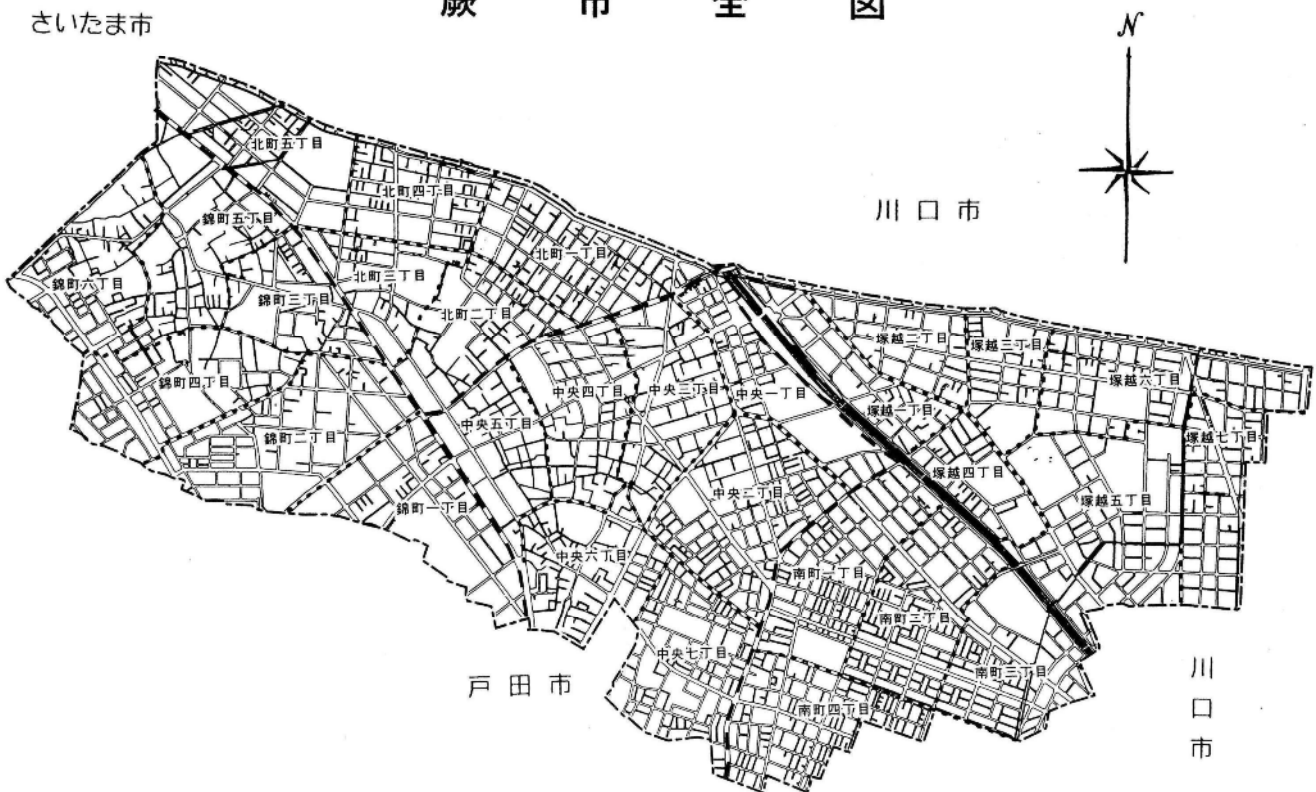 蕨市全図
さいたま市
N
北町五丁目
北町四丁目
川口市
錦町五丁目
北町一丁目
錦町六丁目
錦町三丁目
北町三丁目
北町二丁目
塚越二丁目
塚越三丁目
錦町四丁目
中央四丁目
中央三丁目
中央一丁目
塚越六丁目
塚越一丁目
中央五丁目
錦町二丁目
塚越七丁目
塚越四丁目
中央二丁目
塚越五丁目
錦町一丁目
中央六丁目
南町一丁目
南町二丁目
中央七丁目
南町三丁目
戸田市
南町四丁目
川口市